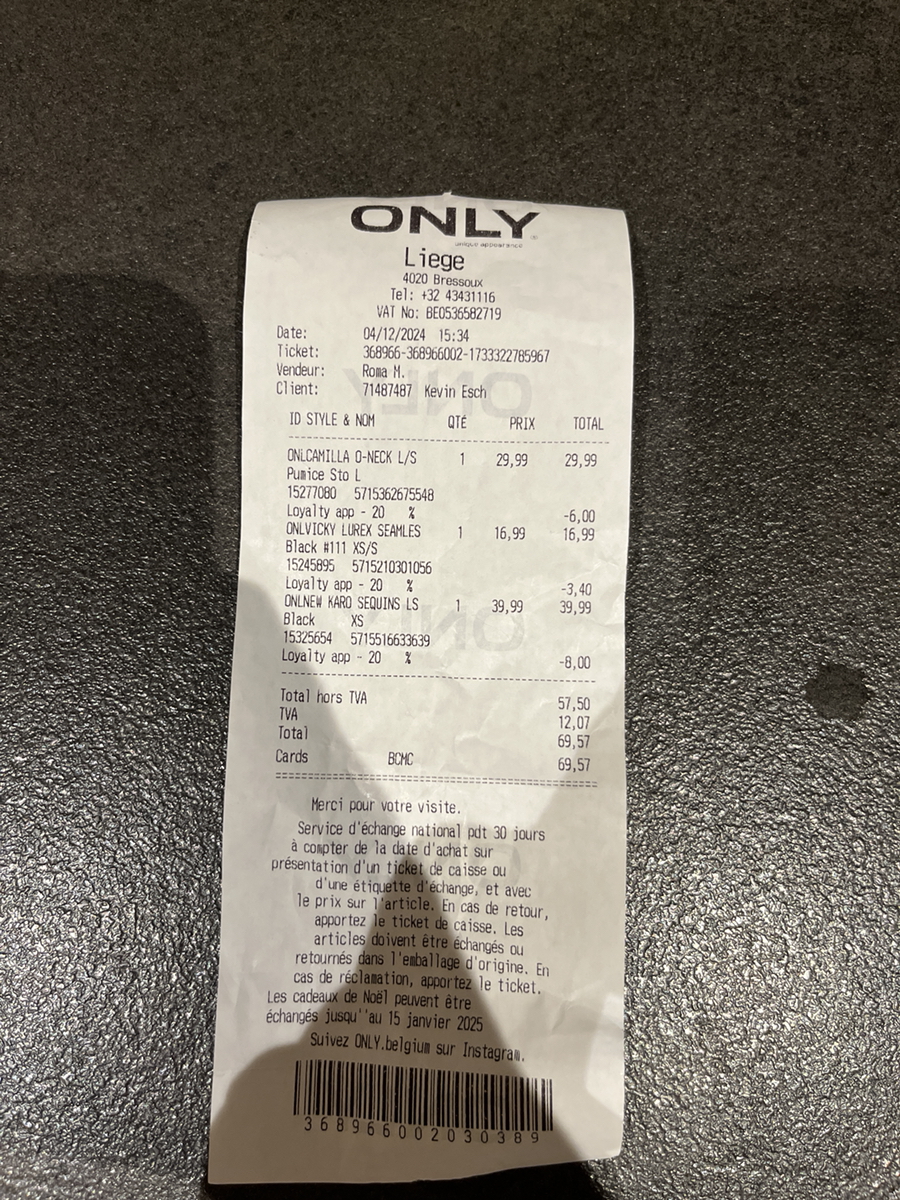 ONLY
unique appearance
Liege
4020 Bressoux
Tel: +32 43431116
VAT No: BE0536582719
Date: 04/12/2024 15:34
Ticket: 368966-368966002-1733322785967
Vendeur: Roma M.
Client: 71487487 Kevin Esch
ID STYLE & NOM QTÉ PRIX TOTAL
ONLCAMILLA O-NECK L/S 1 29,99 29,99
Pumice Sto L
15277080 5715362675548
Loyalty app - 20 % -6,00
ONLVICKY LUREX SEAMLES 1 16,99 16,99
Black #111 XS/S
15245895 5715210301056
Loyalty app - 20 % -3,40
ONLNEW KARO SEQUINS LS 1 39,99 39,99
Black XS
15325654 5715516633639
Loyalty app - 20 % -8,00
Total hors TVA 57,50
TVA 12,07
Total 69,57
Cards BCMC 69,57
Merci pour votre visite.
Service d'échange national pdt 30 jours
à compter de la date d'achat sur
présentation d'un ticket de caisse ou
d'une étiquette d'échange, et avec
le prix sur l'article. En cas de retour,
apportez le ticket de caisse. Les
articles doivent être échangés ou
retournés dans l'emballage d'origine. En
cas de réclamation, apportez le ticket.
Les cadeaux de Noël peuvent être
échangés jusqu''au 15 janvier 2025
Suivez ONLY.belgium sur Instagram.
368966002030389